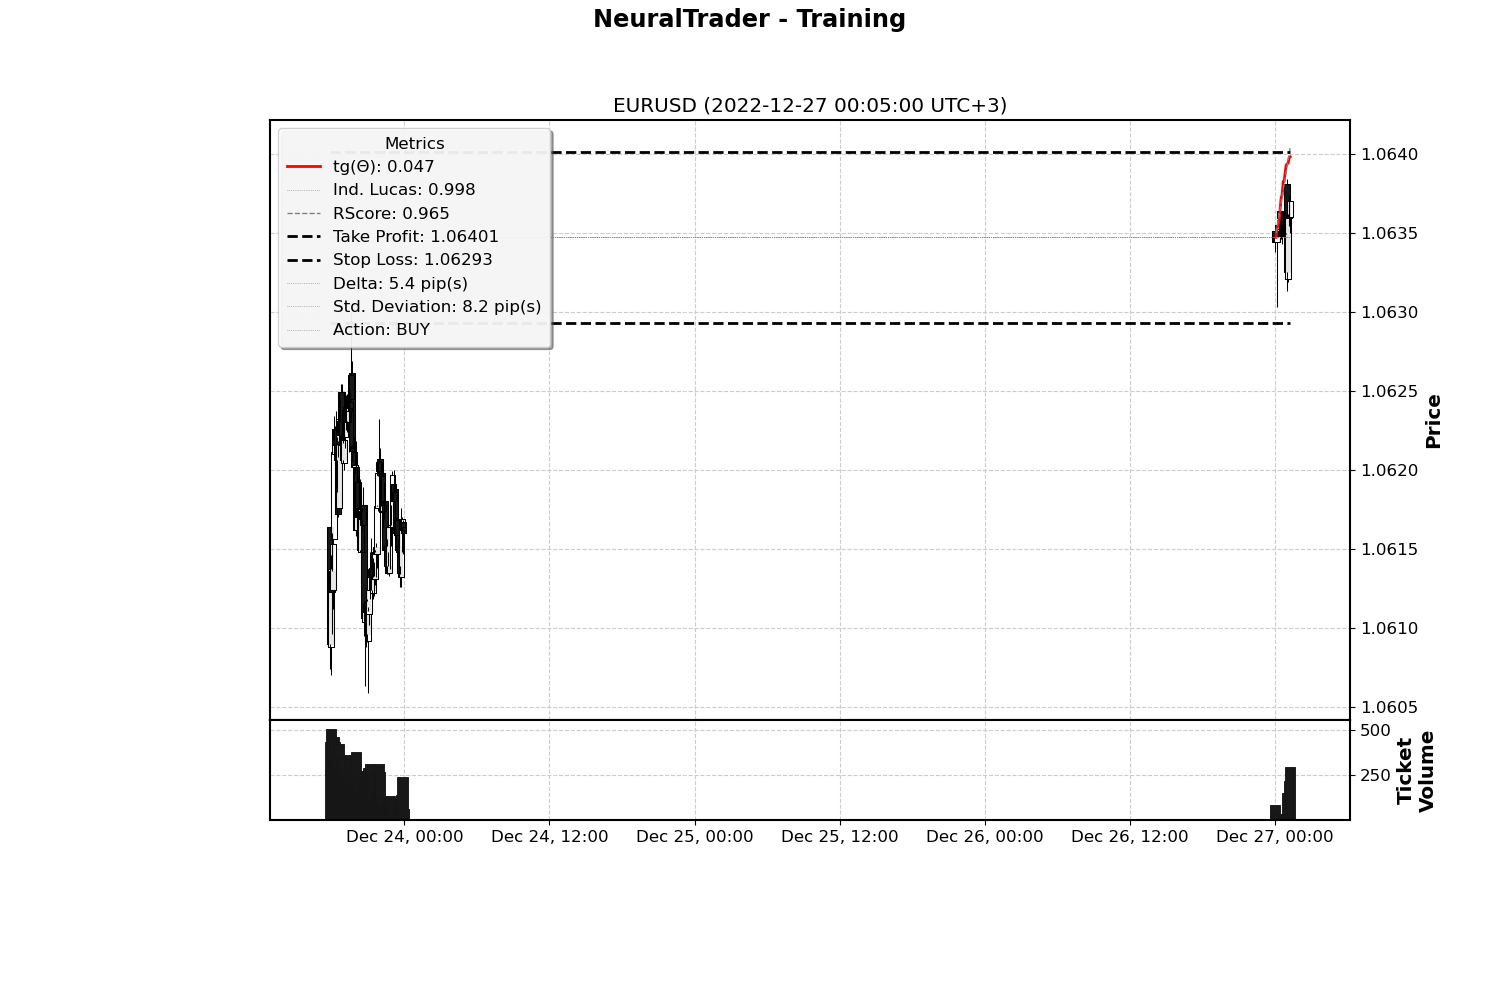 NeuralTrader - Training
EURUSD (2022-12-27 00:05:00 UTC+3)
Metrics
tg(Θ): 0.047
Ind. Lucas: 0.998
RScore: 0.965
Take Profit: 1.06401
Stop Loss: 1.06293
Delta: 5.4 pip(s)
Std. Deviation: 8.2 pip(s)
Action: BUY
1.0640
1.0635
1.0630
1.0625
1.0620
1.0615
1.0610
1.0605
Price
500
250
Ticket
Volume
Dec 24, 00:00
Dec 24, 12:00
Dec 25, 00:00
Dec 25, 12:00
Dec 26, 00:00
Dec 26, 12:00
Dec 27, 00:00